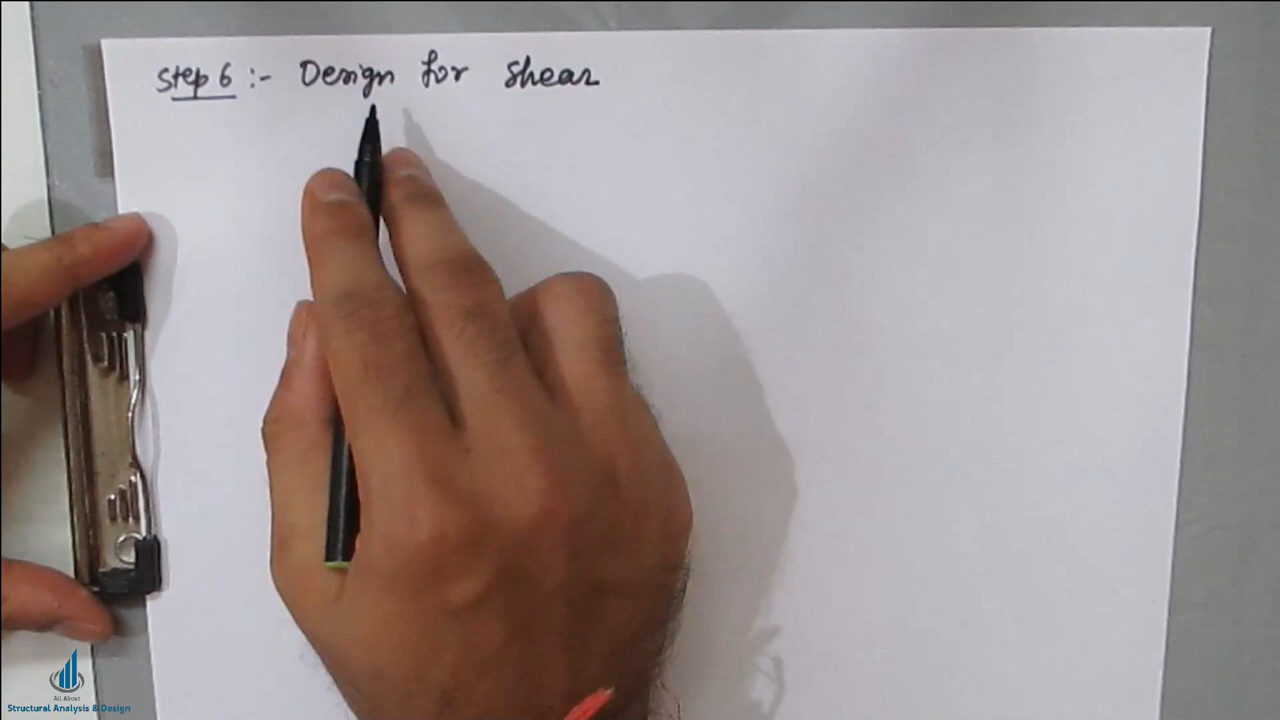 Step 6 :- Design for Shear
All About
Structural Analysis & Design